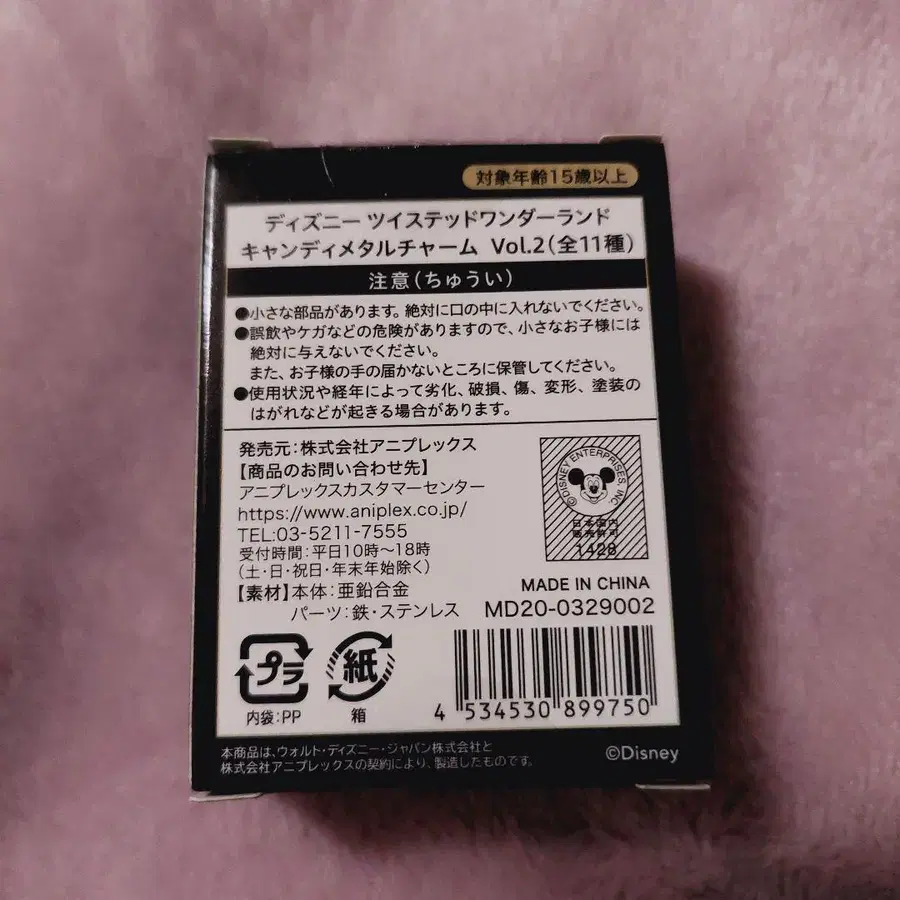 対象年齢15歳以上
ディズニー ツイステッドワンダーランド
キャンディメタルチャーム Vol.2(全11種)
注意(ちゅうい)
●小さな部品があります。絶対に口の中に入れないでください。
●誤飲やケガなどの危険がありますので、小さなお子様には
絶対に与えないでください。
また、お子様の手の届かないところに保管してください。
●使用状況や経年によって劣化、破損、傷、変形、塗装の
はがれなどが起きる場合があります。
発売元:株式会社アニプレックス
【商品のお問い合わせ先】
アニプレックスカスタマーセンター
https://www.aniplex.co.jp/
TEL:03-5211-7555
受付時間:平日10時~18時
(土・日・祝日・年末年始除く)
【素材】本体:亜鉛合金
パーツ:鉄・ステンレス
©DISNEY ENTERPRISES, INC.
日本国内
販売許可
1428
MADE IN CHINA
MD20-0329002
プラ
内袋:PP
紙
箱
4 534530 899750
本商品は、ウォルト・ディズニー・ジャパン株式会社と
株式会社アニプレックスの契約により、製造したものです。
©Disney